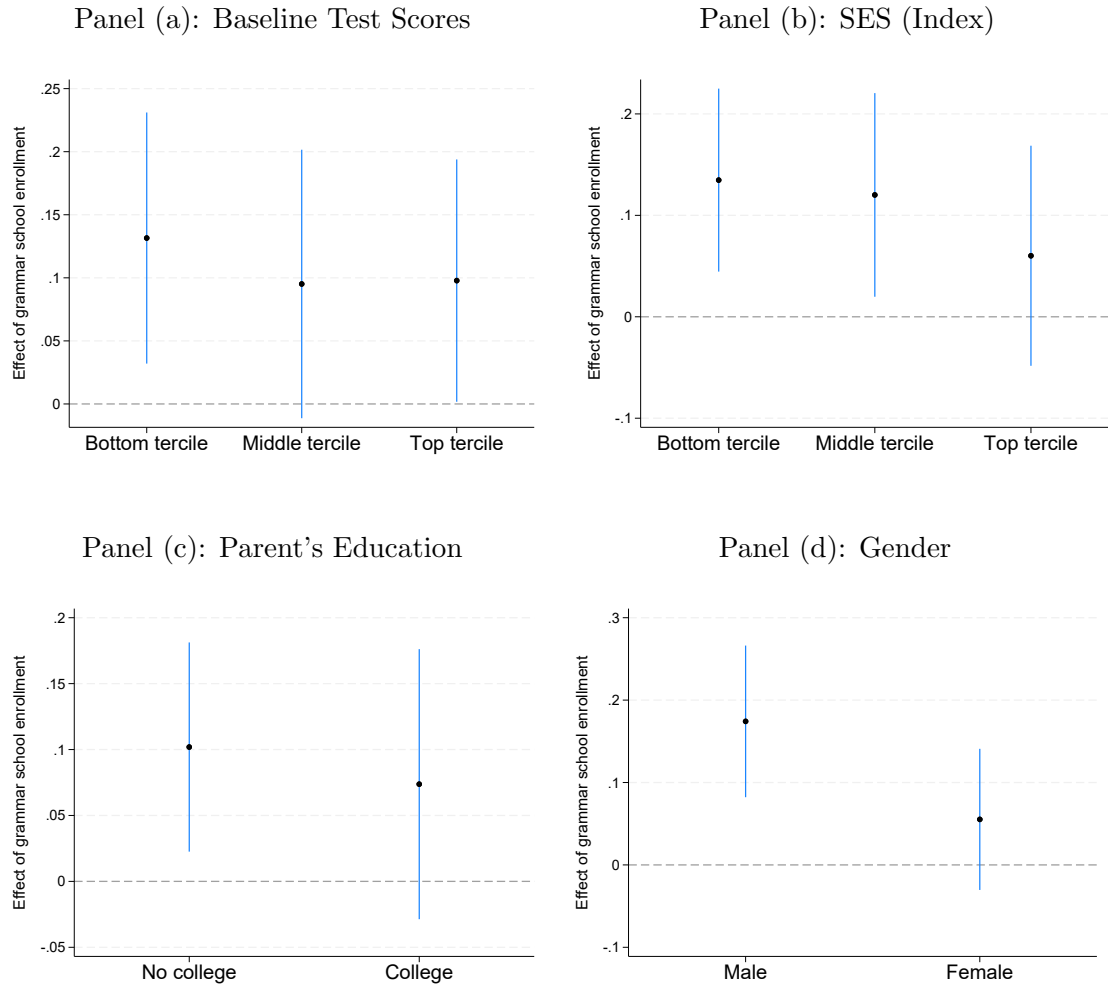 Panel (a): Baseline Test Scores
Effect of grammar school enrollment
.25
.2
.15
.1
.05
0
Bottom tercile Middle tercile Top tercile
Panel (b): SES (Index)
Effect of grammar school enrollment
.2
.1
0
-.1
Bottom tercile Middle tercile Top tercile
Panel (c): Parent's Education
Effect of grammar school enrollment
.2
.15
.1
.05
0
-.05
No college College
Panel (d): Gender
Effect of grammar school enrollment
.3
.2
.1
0
-.1
Male Female